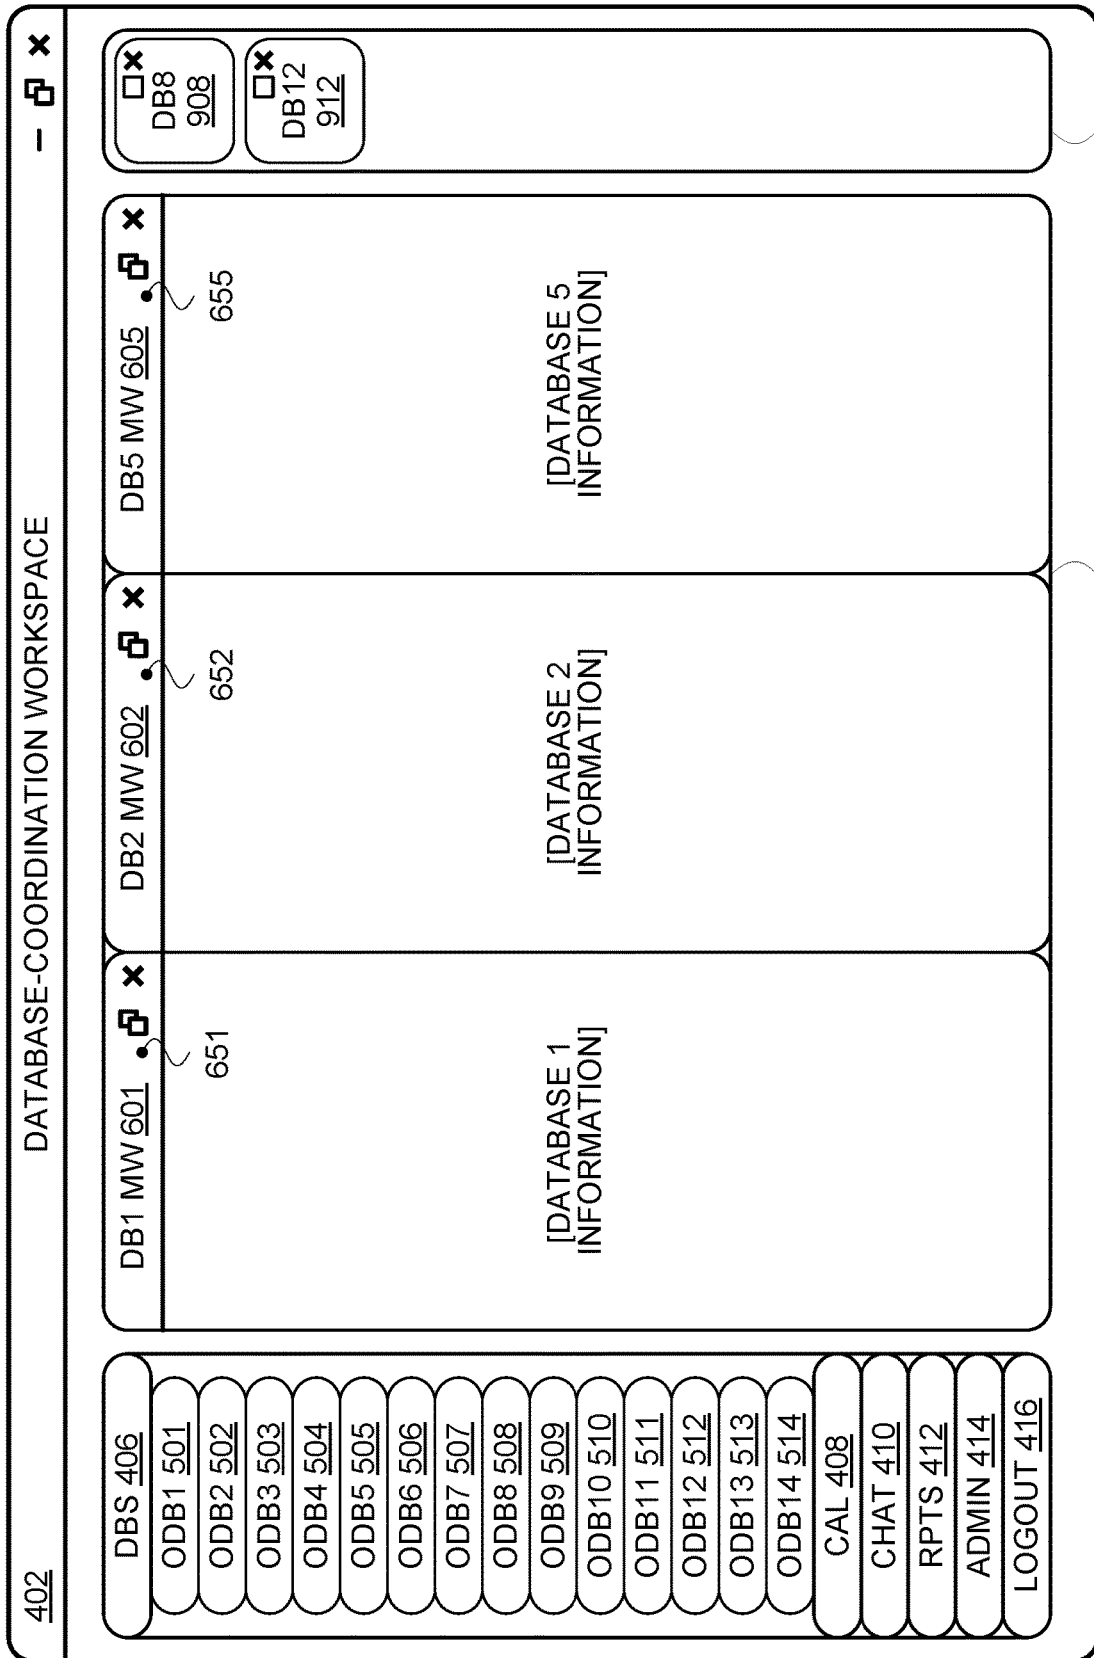 402
DATABASE-COORDINATION WORKSPACE
DBS 406
ODB1 501
ODB2 502
ODB3 503
ODB4 504
ODB5 505
ODB6 506
ODB7 507
ODB8 508
ODB9 509
ODB10 510
ODB11 511
ODB12 512
ODB13 513
ODB14 514
CAL 408
CHAT 410
RPTS 412
ADMIN 414
LOGOUT 416
DB1 MW 601
651
[DATABASE 1
INFORMATION]
DB2 MW 602
652
[DATABASE 2
INFORMATION]
DB5 MW 605
655
[DATABASE 5
INFORMATION]
DB8
908
DB12
912